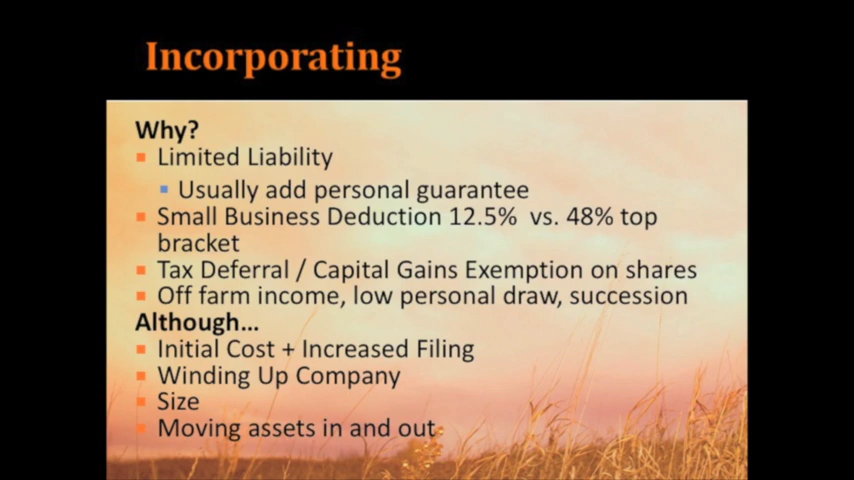 Incorporating
Why?
Limited Liability
Usually add personal guarantee
Small Business Deduction 12.5% vs. 48% top
bracket
Tax Deferral / Capital Gains Exemption on shares
Off farm income, low personal draw, succession
Although…
Initial Cost + Increased Filing
Winding Up Company
Size
Moving assets in and out